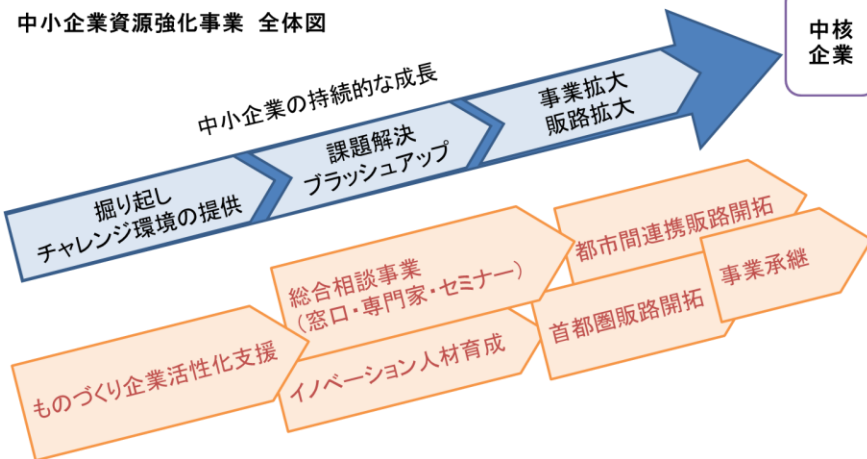 中小企業資源強化事業 全体図
中核
企業
中小企業の持続的な成長
掘り起し
チャレンジ環境の提供
課題解決
ブラッシュアップ
事業拡大
販路拡大
ものづくり企業活性化支援
総合相談事業
(窓口・専門家・セミナー)
イノベーション人材育成
都市間連携販路開拓
首都圏販路開拓
事業承継